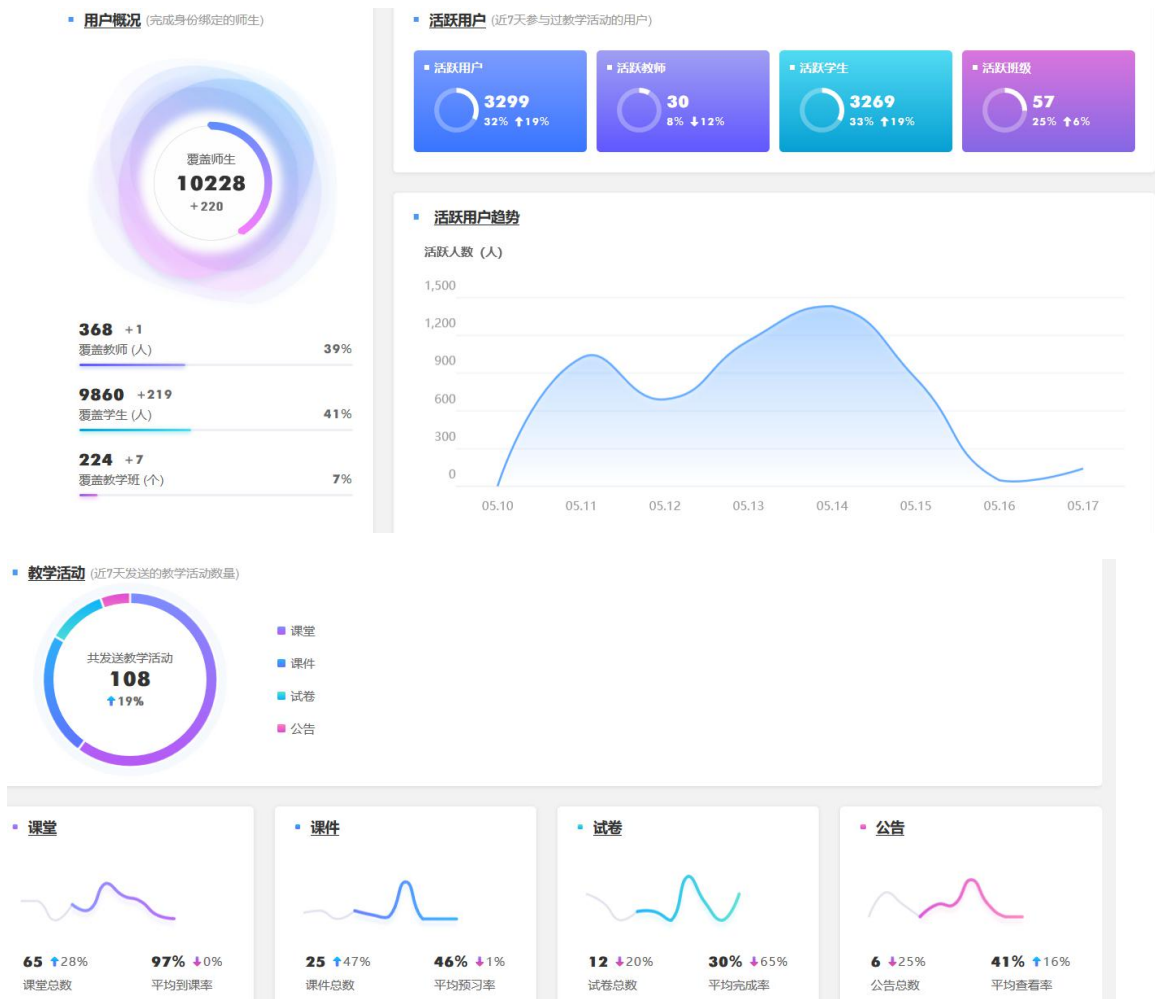 用户概况 (完成身份绑定的师生)
覆盖师生
10228
+220
368 +1
覆盖教师 (人) 39%
9860 +219
覆盖学生 (人) 41%
224 +7
覆盖教学班 (个) 7%
活跃用户 (近7天参与过教学活动的用户)
活跃用户
3299
32% ↑19%
活跃教师
30
8% ↓12%
活跃学生
3269
33% ↑19%
活跃班级
57
25% ↑6%
活跃用户趋势
活跃人数 (人)
1,500
1,200
900
600
300
0
05.10 05.11 05.12 05.13 05.14 05.15 05.16 05.17
教学活动 (近7天发送的教学活动数量)
共发送教学活动
108
↑19%
课堂
课件
试卷
公告
课堂
65 ↑28% 97% ↓0%
课堂总数 平均到课率
课件
25 ↑47% 46% ↓1%
课件总数 平均预习率
试卷
12 ↓20% 30% ↓65%
试卷总数 平均完成率
公告
6 ↓25% 41% ↑16%
公告总数 平均查看率